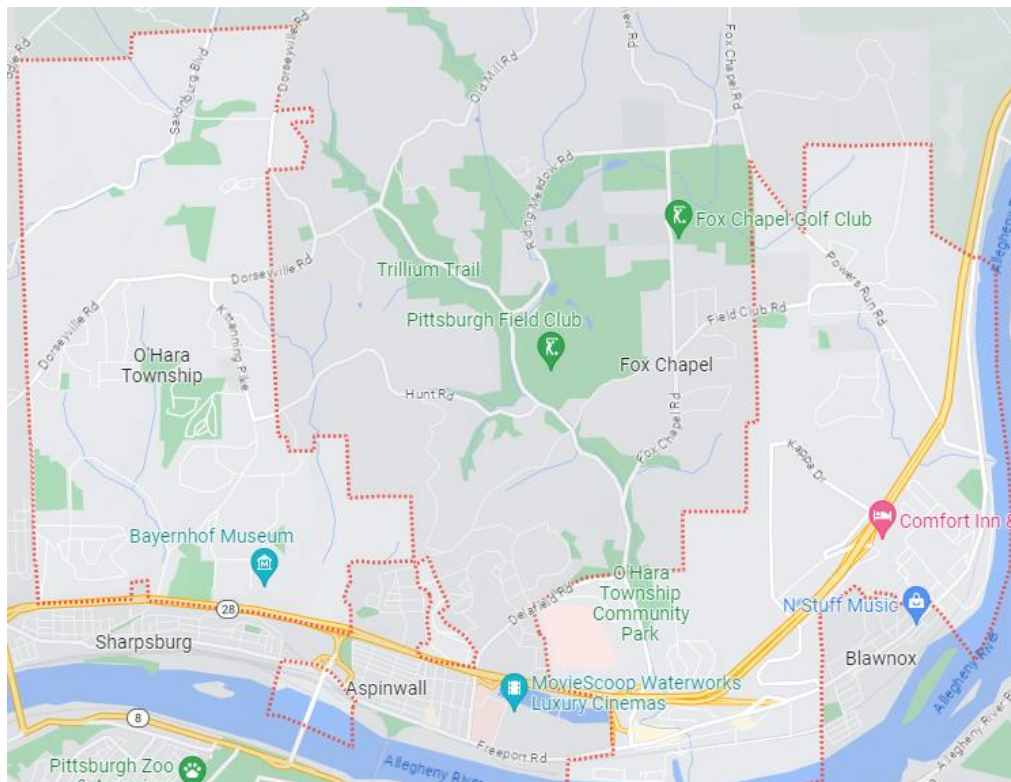 Saxonburg Blvd
Dorseyville Rd
Old Mill Rd
Fox Chapel Rd
Riding Meadow Rd
Fox Chapel Golf Club
Trillium Trail
Dorseyville Rd
Dorseyville Rd
Kittanning Pike
Powers Run Rd
Field Club Rd
Pittsburgh Field Club
O'Hara
Township
Fox Chapel
Hunt Rd
Fox Chapel Rd
Kappa Dr
Allegheny
Comfort Inn &
Bayernhof Museum
O'Hara
Township
Community
Park
Delafield Rd
28
N Stuff Music
Sharpsburg
Blawnox
Aspinwall
MovieScoop Waterworks
Luxury Cinemas
8
Freeport Rd
Allegheny
Allegheny River
Allegheny River
Pittsburgh Zoo